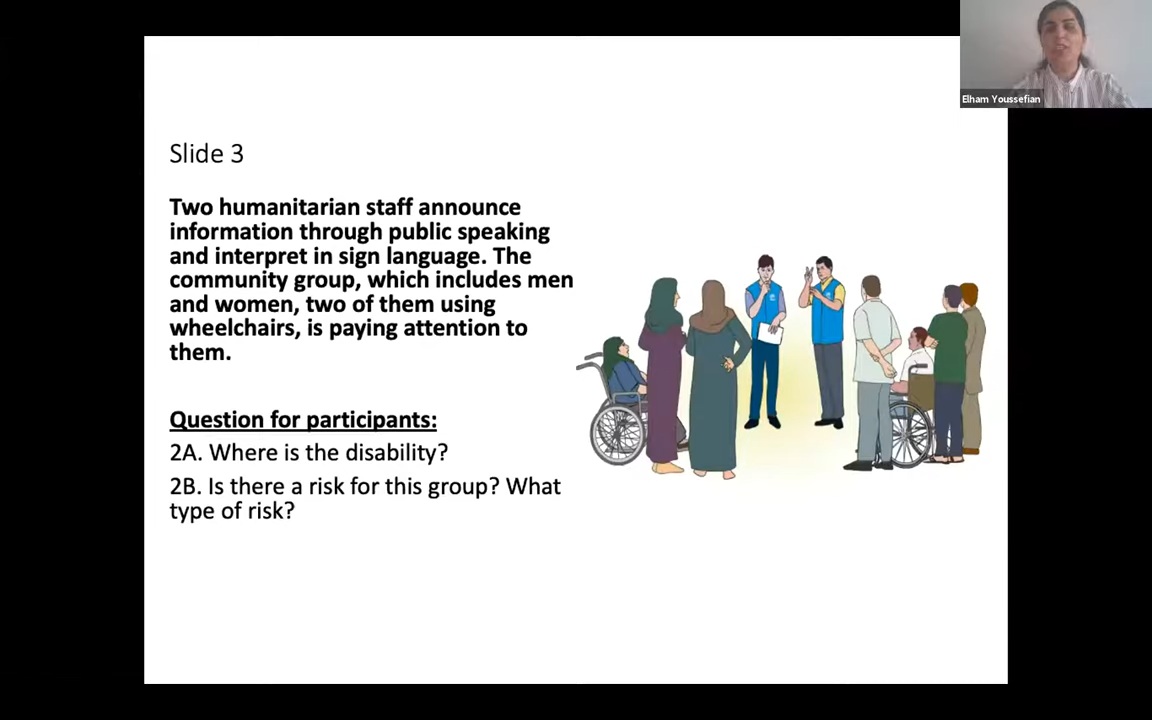 Elham Youssefian
Slide 3
Two humanitarian staff announce
information through public speaking
and interpret in sign language. The
community group, which includes men
and women, two of them using
wheelchairs, is paying attention to
them.
Question for participants:
2A. Where is the disability?
2B. Is there a risk for this group? What
type of risk?